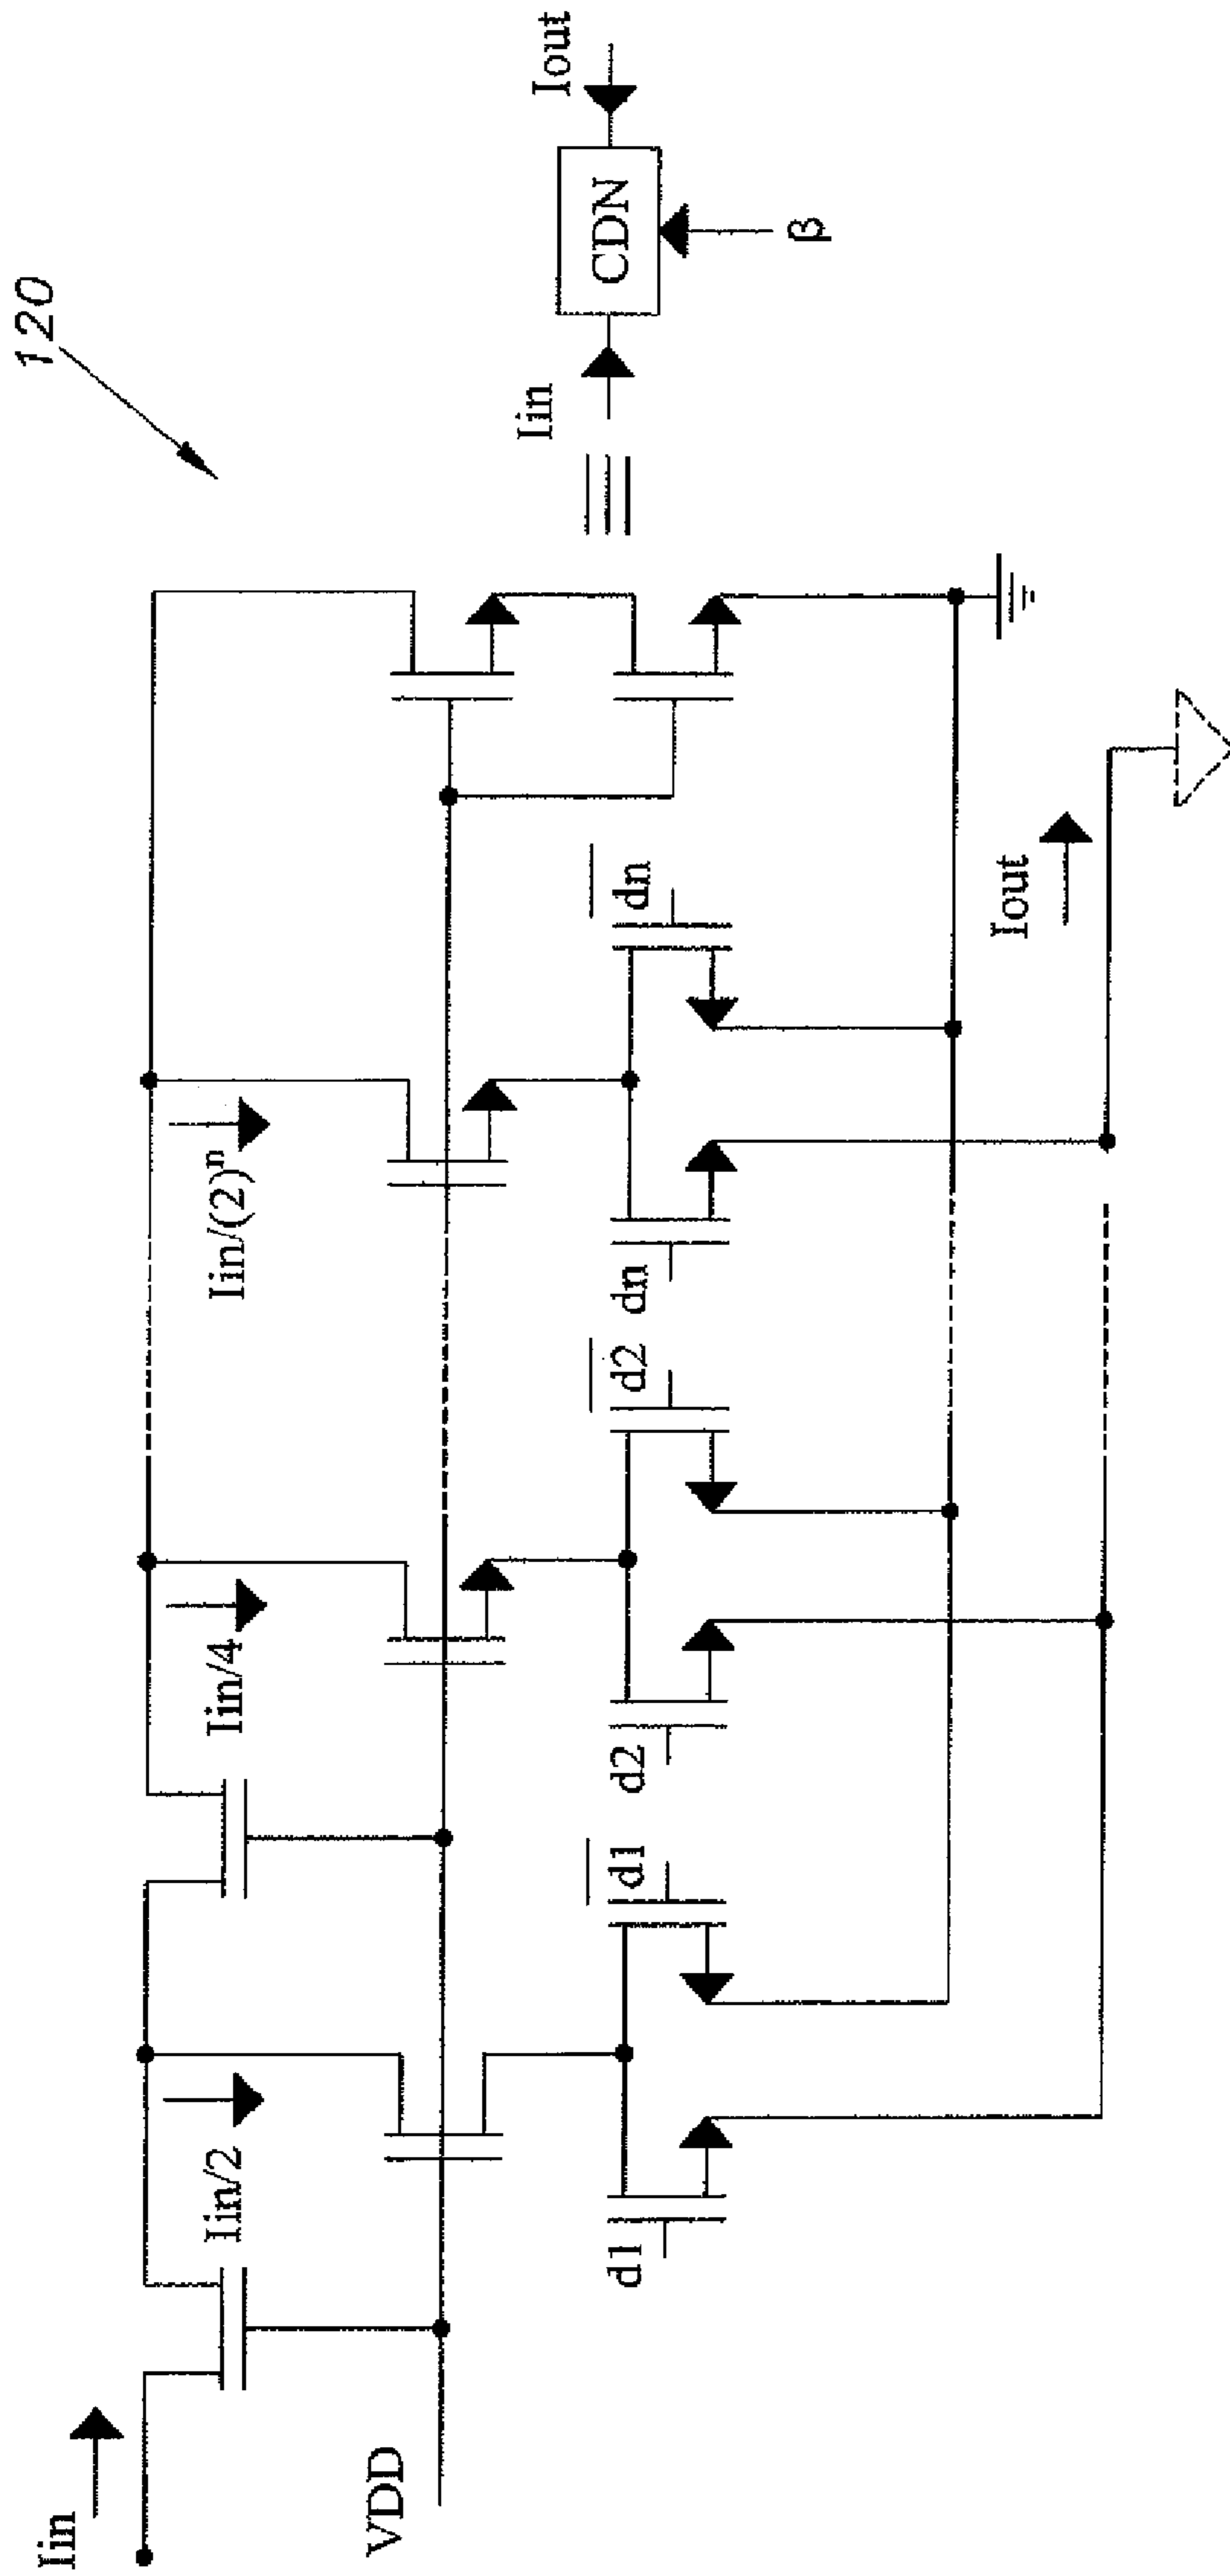 120
Iin
Iin/2
Iin/4
Iin/(2)ⁿ
VDD
d1
d1̅
d2
d2̅
dn
dn̅
Iout
Iin
CDN
Iout
β